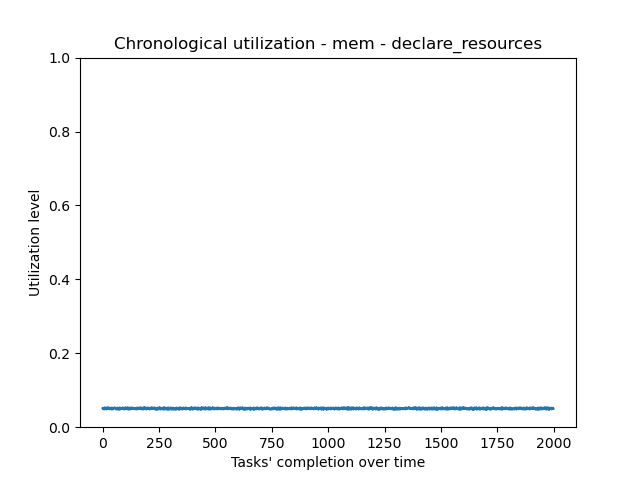 Chronological utilization - mem - declare_resources
1.0
0.8
0.6
0.4
0.2
0.0
Utilization level
0 250 500 750 1000 1250 1500 1750 2000
Tasks' completion over time